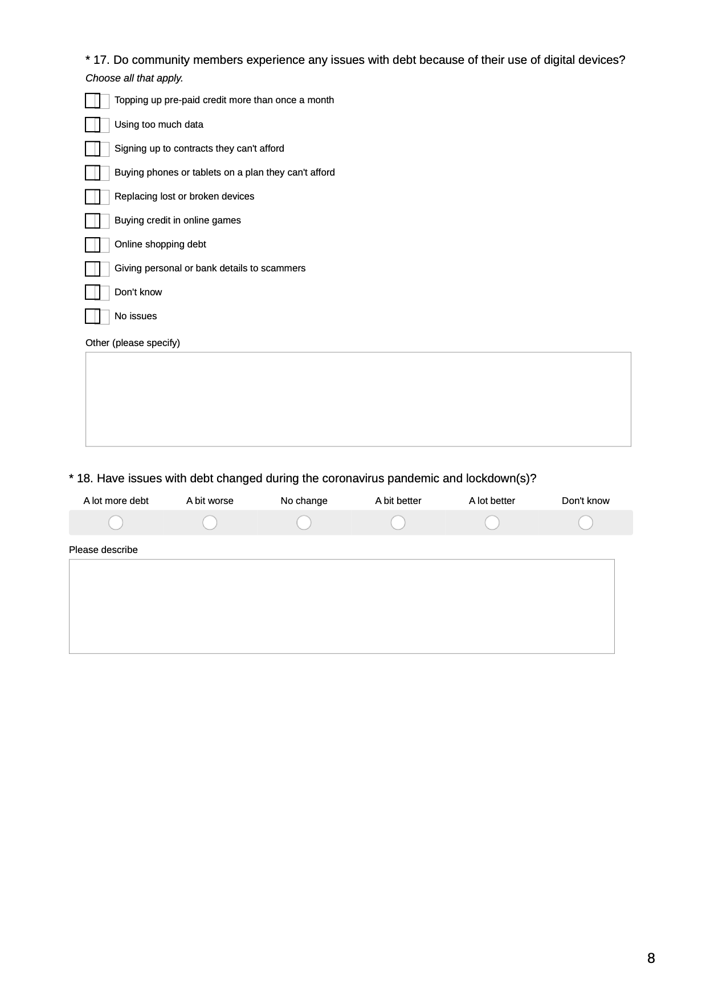 * 17. Do community members experience any issues with debt because of their use of digital devices?
Choose all that apply.
Topping up pre-paid credit more than once a month
Using too much data
Signing up to contracts they can't afford
Buying phones or tablets on a plan they can't afford
Replacing lost or broken devices
Buying credit in online games
Online shopping debt
Giving personal or bank details to scammers
Don't know
No issues
Other (please specify)
* 18. Have issues with debt changed during the coronavirus pandemic and lockdown(s)?
A lot more debt A bit worse No change A bit better A lot better Don't know
Please describe
8